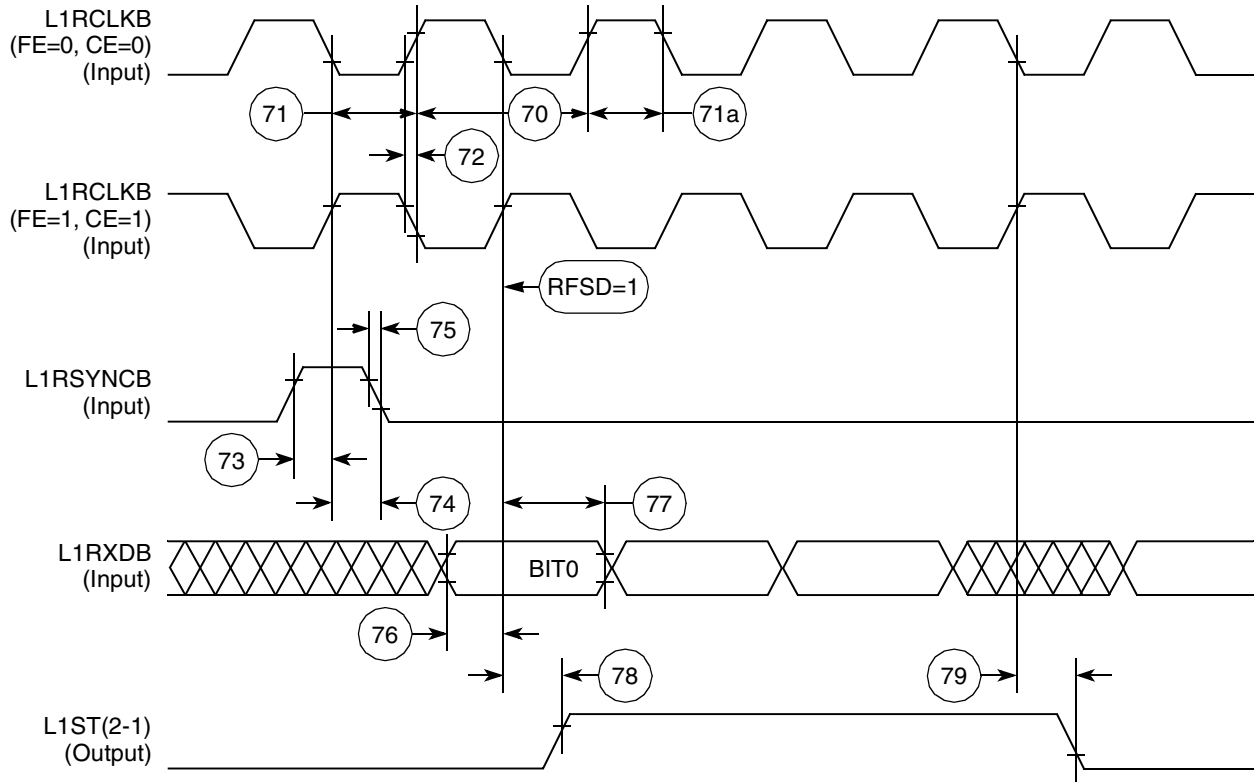 L1RCLKB
(FE=0, CE=0)
(Input)
71
70
71a
72
L1RCLKB
(FE=1, CE=1)
(Input)
RFSD=1
75
L1RSYNCB
(Input)
73
74
77
L1RXDB
(Input)
BIT0
76
78
79
L1ST(2-1)
(Output)